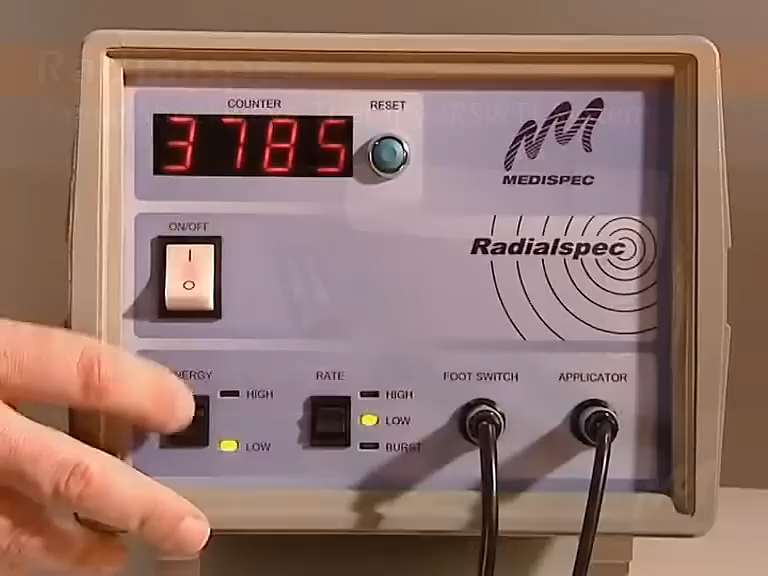 COUNTER
RESET
3785
MEDISPEC
ON/OFF
I
O
Radialspec
RATE
FOOT SWITCH
APPLICATOR
HIGH
HIGH
LOW
LOW
BURST